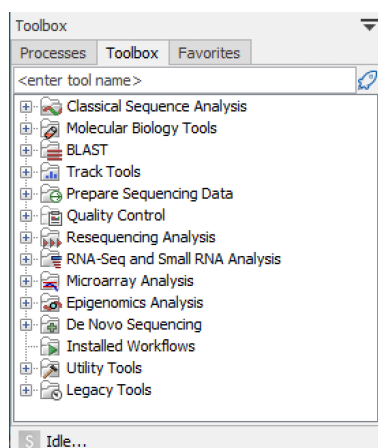 Toolbox
Processes Toolbox Favorites
<enter tool name>
Classical Sequence Analysis
Molecular Biology Tools
BLAST
Track Tools
Prepare Sequencing Data
Quality Control
Resequencing Analysis
RNA-Seq and Small RNA Analysis
Microarray Analysis
Epigenomics Analysis
De Novo Sequencing
Installed Workflows
Utility Tools
Legacy Tools
S Idle...